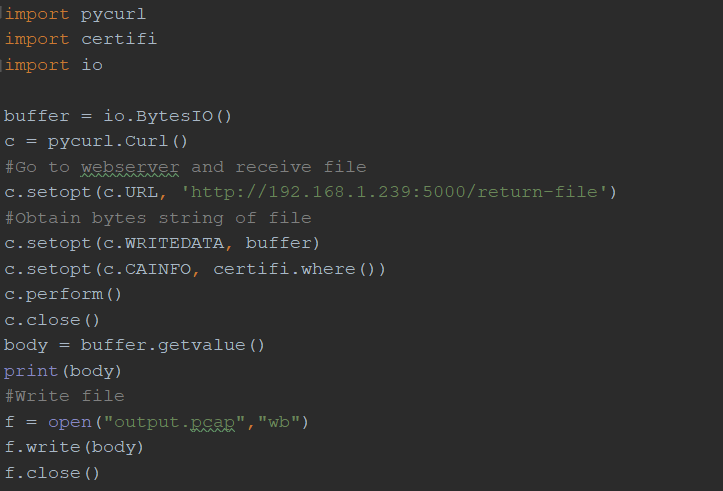 import pycurl
import certifi
import io
buffer = io.BytesIO()
c = pycurl.Curl()
#Go to webserver and receive file
c.setopt(c.URL, 'http://192.168.1.239:5000/return-file')
#Obtain bytes string of file
c.setopt(c.WRITEDATA, buffer)
c.setopt(c.CAINFO, certifi.where())
c.perform()
c.close()
body = buffer.getvalue()
print(body)
#Write file
f = open("output.pcap","wb")
f.write(body)
f.close()